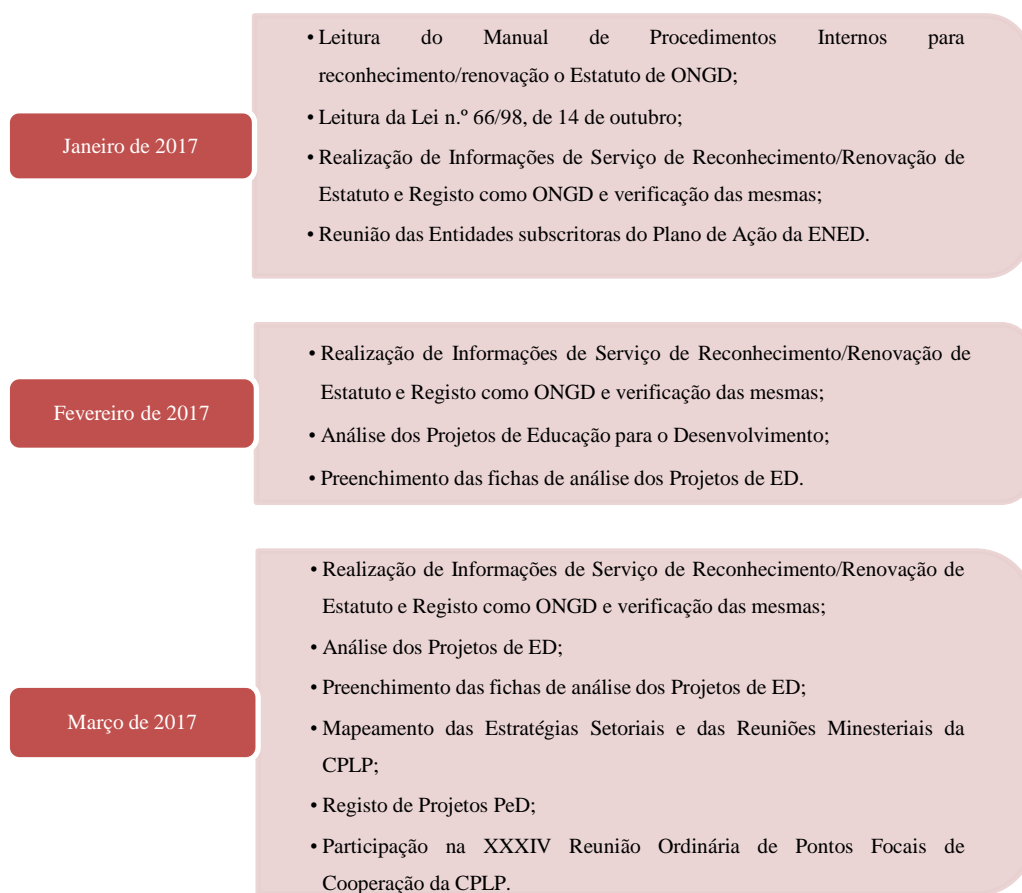 Janeiro de 2017
• Leitura do Manual de Procedimentos Internos para
reconhecimento/renovação o Estatuto de ONGD;
• Leitura da Lei n.º 66/98, de 14 de outubro;
• Realização de Informações de Serviço de Reconhecimento/Renovação de
Estatuto e Registo como ONGD e verificação das mesmas;
• Reunião das Entidades subscritoras do Plano de Ação da ENED.
Fevereiro de 2017
• Realização de Informações de Serviço de Reconhecimento/Renovação de
Estatuto e Registo como ONGD e verificação das mesmas;
• Análise dos Projetos de Educação para o Desenvolvimento;
• Preenchimento das fichas de análise dos Projetos de ED.
Março de 2017
• Realização de Informações de Serviço de Reconhecimento/Renovação de
Estatuto e Registo como ONGD e verificação das mesmas;
• Análise dos Projetos de ED;
• Preenchimento das fichas de análise dos Projetos de ED;
• Mapeamento das Estratégias Setoriais e das Reuniões Minesteriais da
CPLP;
• Registo de Projetos PeD;
• Participação na XXXIV Reunião Ordinária de Pontos Focais de
Cooperação da CPLP.